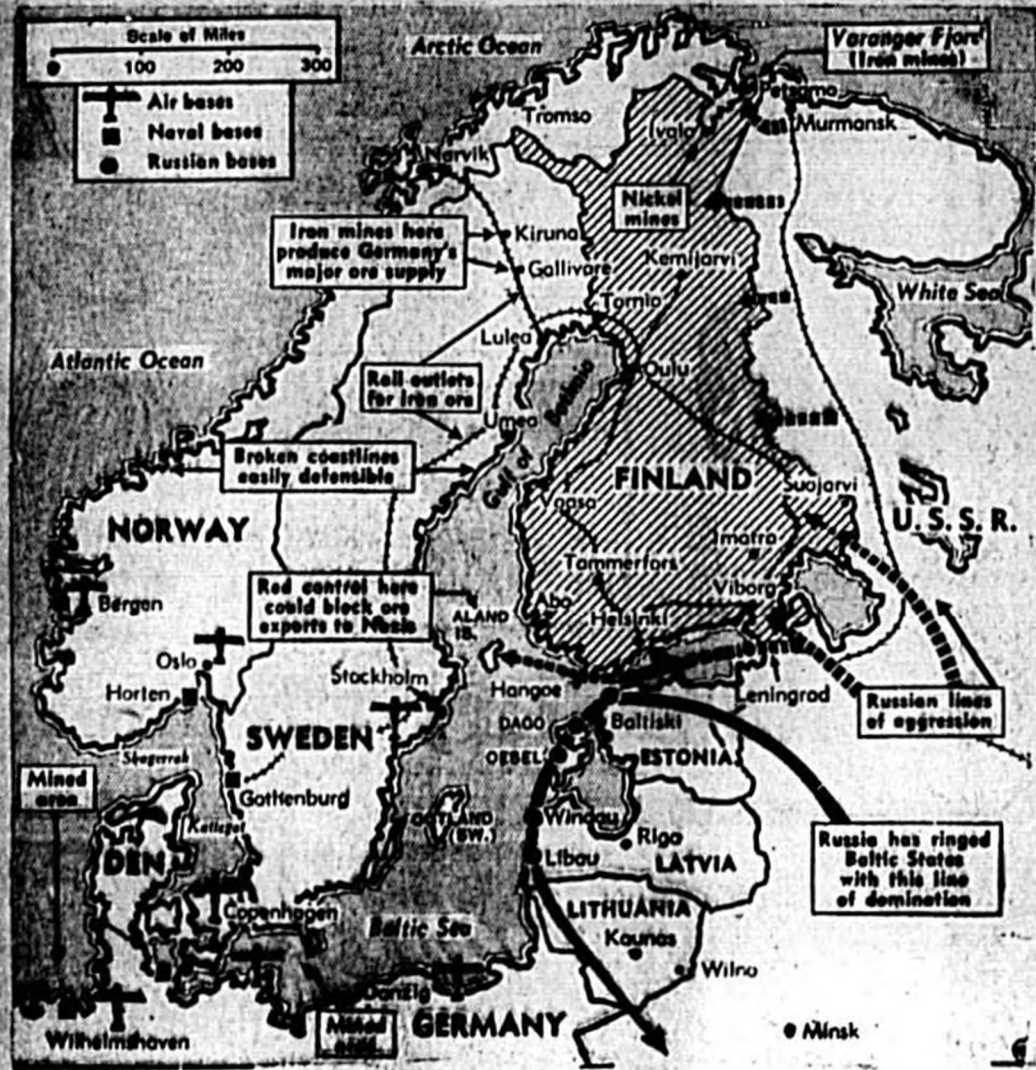 Scale of Miles
0 100 200 300
Air bases
Naval bases
Russian bases
Arctic Ocean
Varanger Fjord
(Iron mines)
Petsamo
Murmansk
Tromso
Ivalo
Narvik
Nickel
mines
Iron mines here
produce Germany's
major ore supply
Kiruna
Gallivare
Kemijarvi
Tornio
White Sea
Lulea
Atlantic Ocean
Rail outlets
for iron ore
Oulu
Umea
Gulf of Bothnia
Broken coastlines
easily defensible
FINLAND
Vaasa
Suojarvi
U.S.S.R.
NORWAY
Imatra
Tammerfors
Viborg
Red control here
could block ore
exports to Nazis
Bergen
ALAND
IS.
Abo
Helsinki
Oslo
Stockholm
Horten
Hangoe
Leningrad
Russian lines
of aggression
DAGO
Baltiski
SWEDEN
OESEL
ESTONIA
Skagerrak
Mined
area
Gothenburg
Kattegat
GOTLAND
(SW.)
Windau
Riga
DEN
Libau
LATVIA
Russia has ringed
Baltic States
with this line
of domination
LITHUANIA
Copenhagen
Baltic Sea
Kaunas
Wilno
Danzig
Mined
area
GERMANY
Wilhelmshaven
Minsk
G